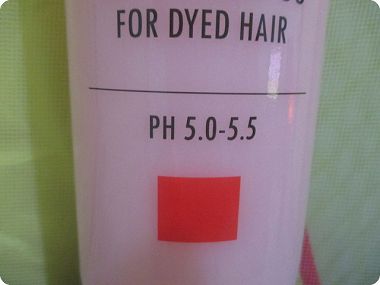 FOR DYED HAIR
PH 5.0-5.5